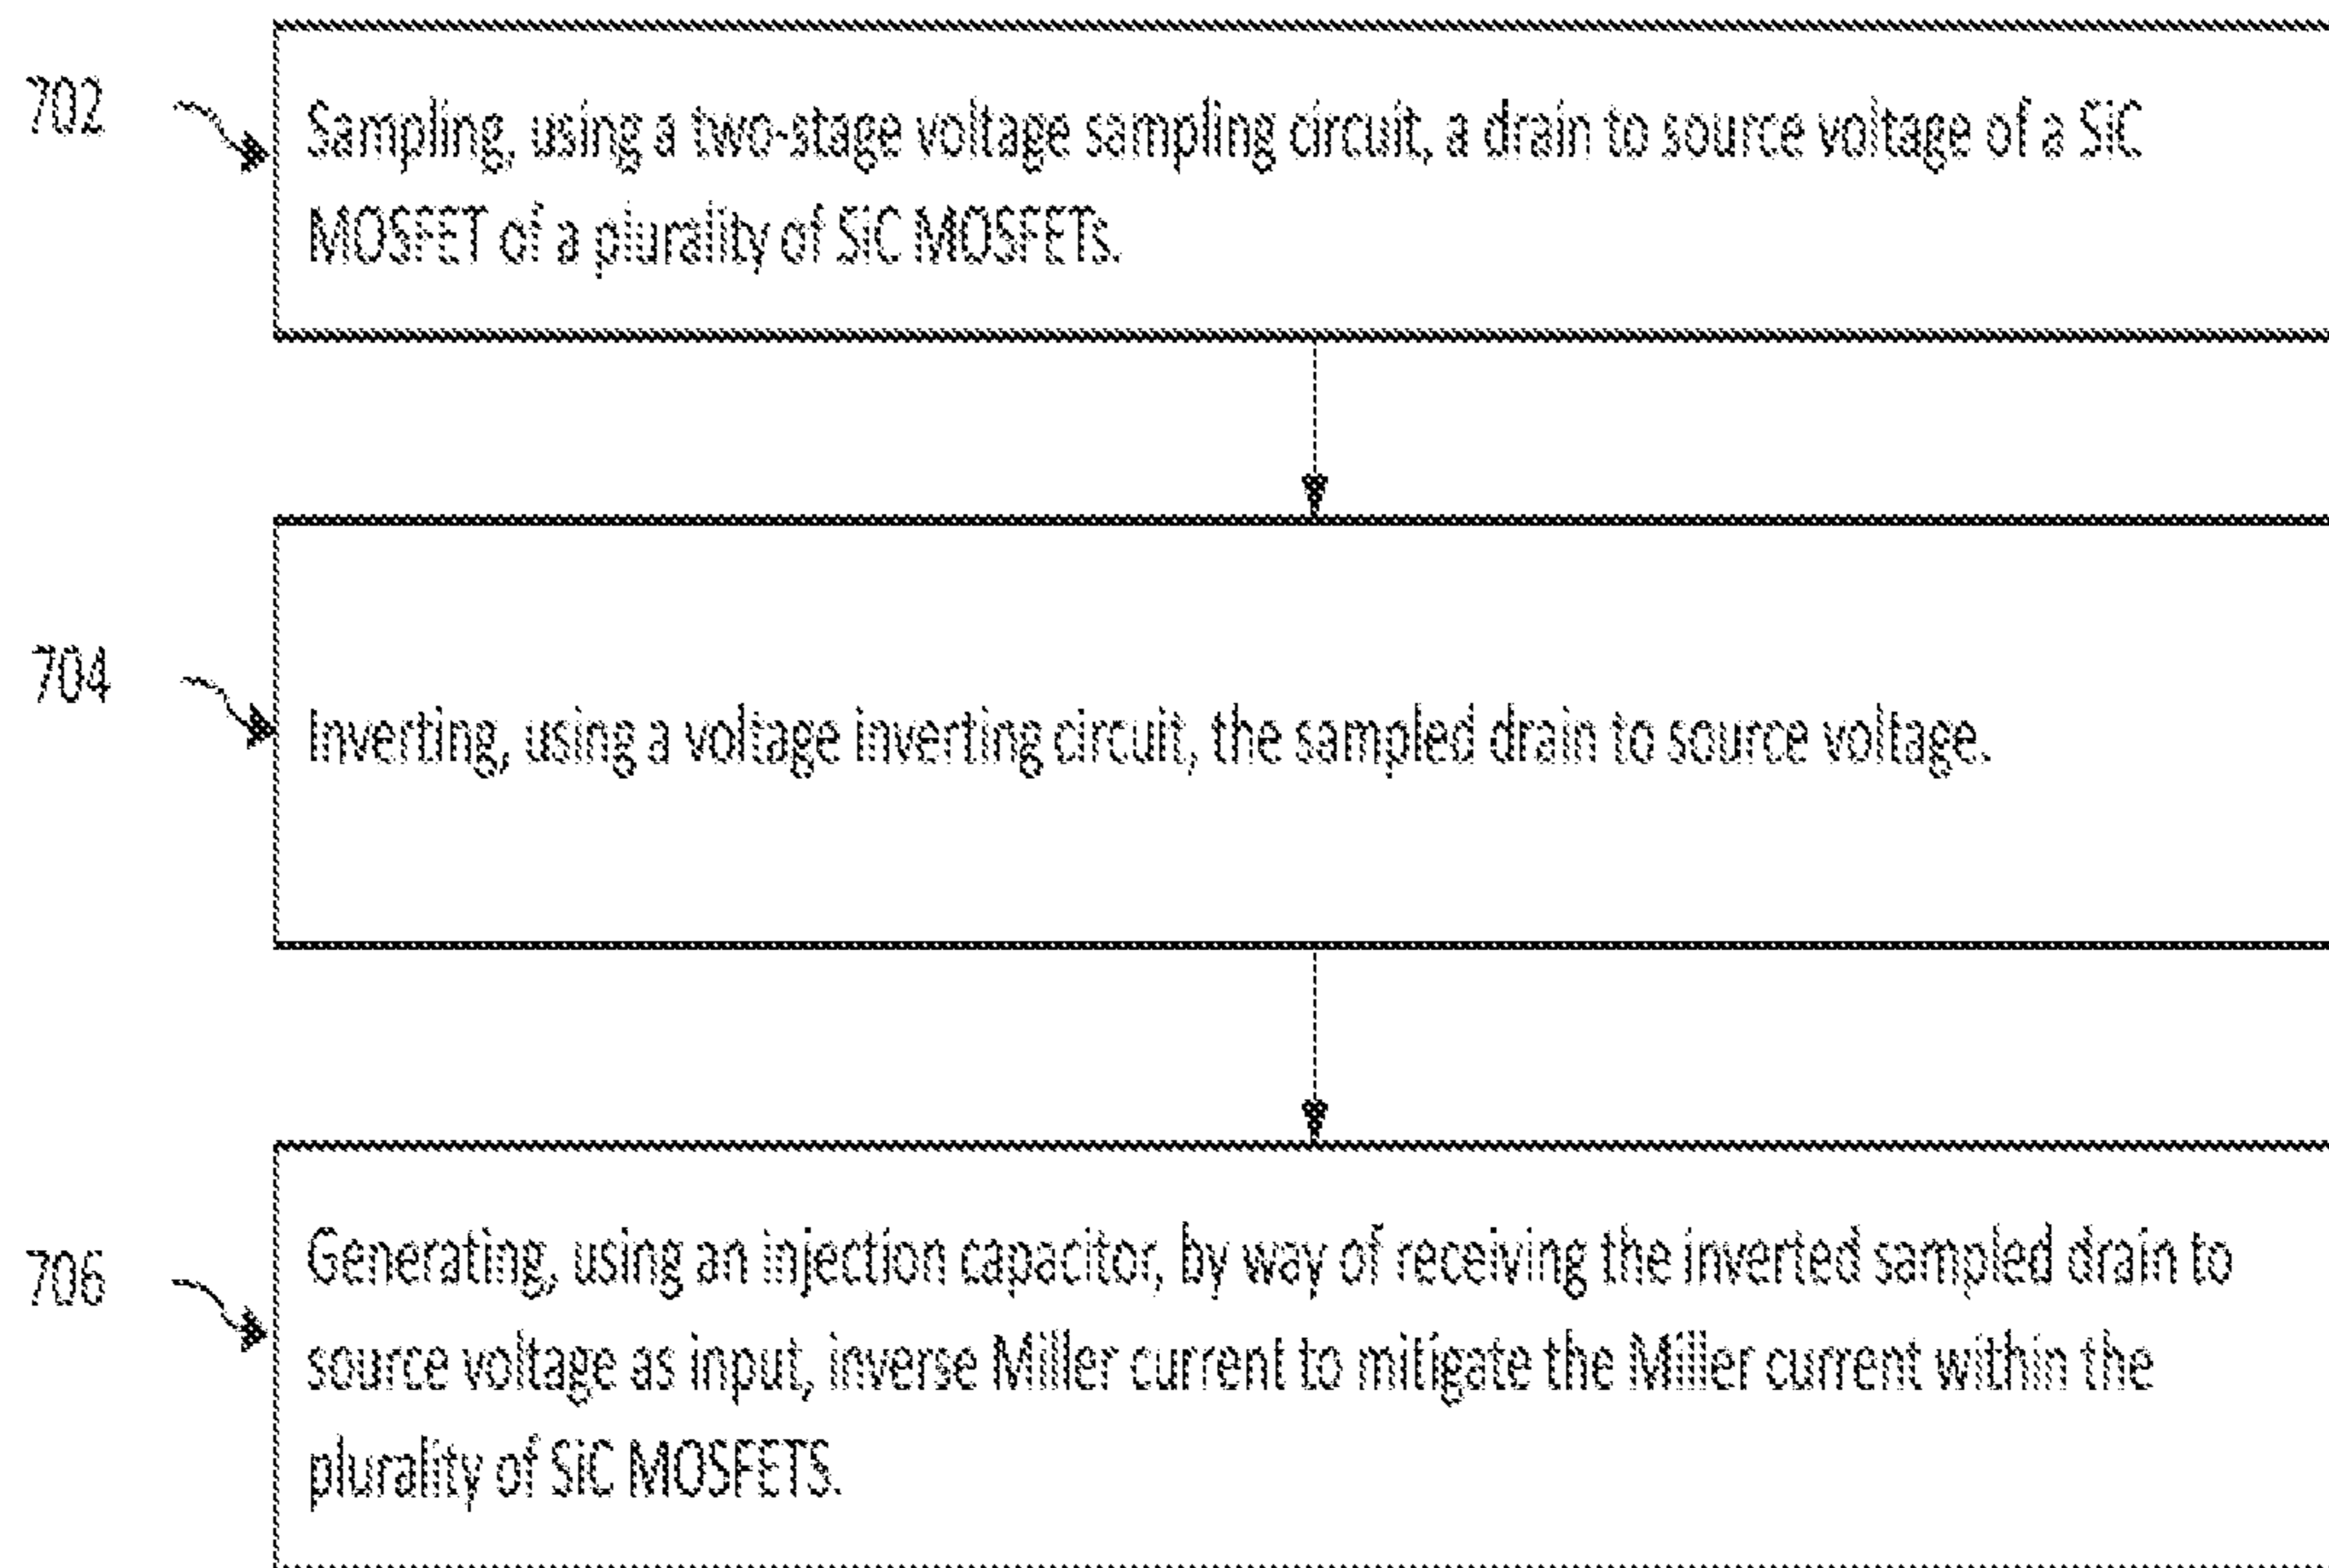 702
Sampling, using a two-stage voltage sampling circuit, a drain to source voltage of a SiC
MOSFET of a plurality of SiC MOSFETs.
704
Inverting, using a voltage inverting circuit, the sampled drain to source voltage.
706
Generating, using an injection capacitor, by way of receiving the inverted sampled drain to
source voltage as input, inverse Miller current to mitigate the Miller current within the
plurality of SiC MOSFETS.